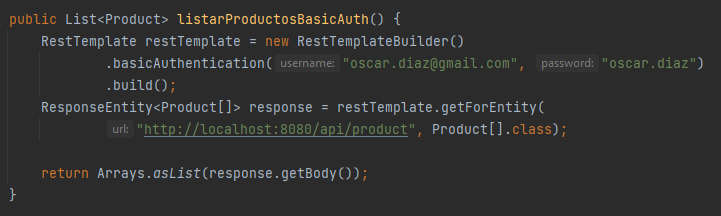 public List<Product> listarProductosBasicAuth() {
RestTemplate restTemplate = new RestTemplateBuilder()
.basicAuthentication( username: "oscar.diaz@gmail.com", password: "oscar.diaz")
.build();
ResponseEntity<Product[]> response = restTemplate.getForEntity(
url: "http://localhost:8080/api/product", Product[].class);
return Arrays.asList(response.getBody());
}